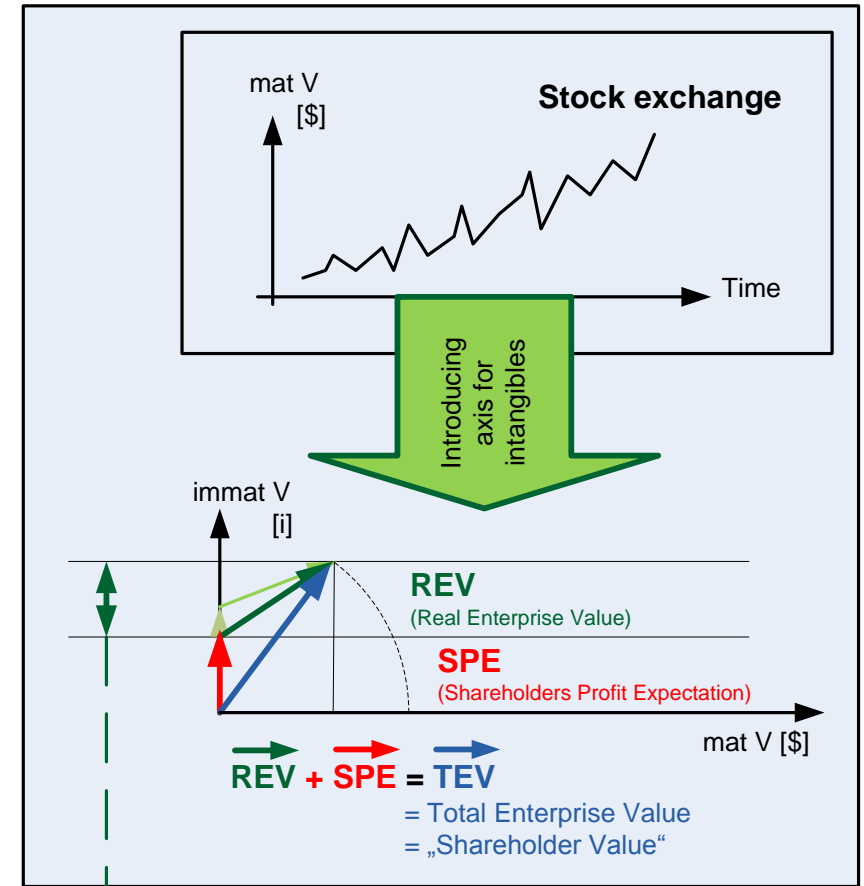 mat V
[$]
Stock exchange
Time
Introducing
axis for
intangibles
immat V
[i]
REV
(Real Enterprise Value)
SPE
(Shareholders Profit Expectation)
mat V [$]
REV + SPE = TEV
= Total Enterprise Value
= „Shareholder Value“